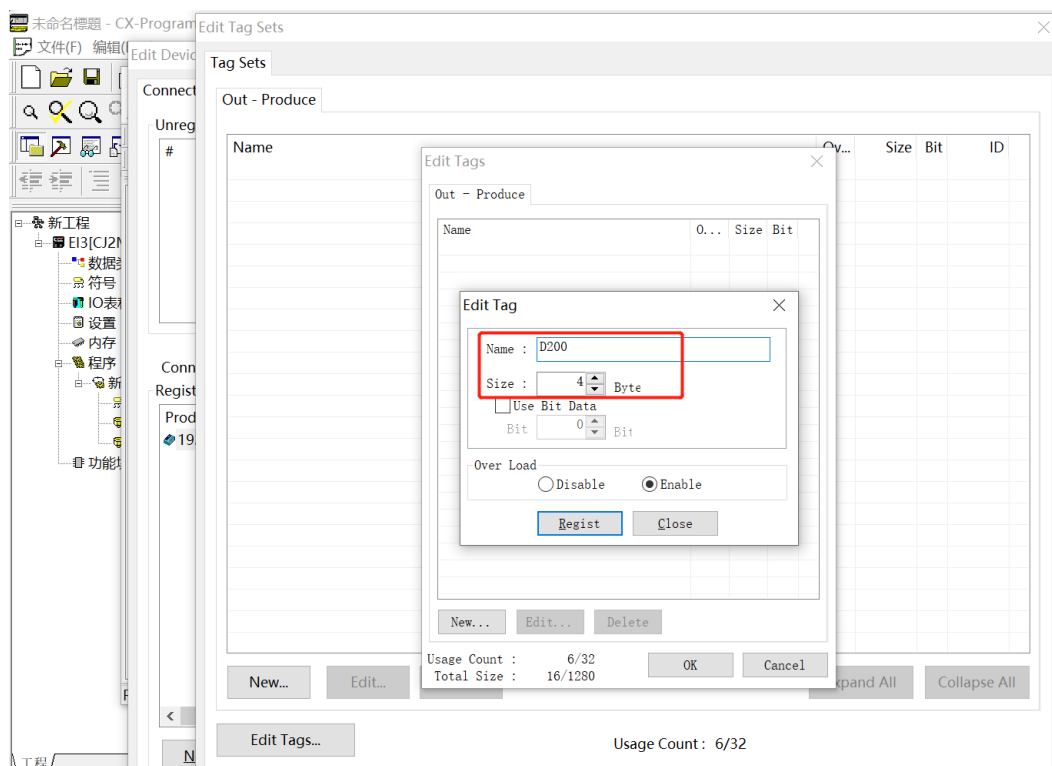 未命名標題 - CX-Program
Edit Tag Sets
文件(F) 编辑(
Edit Devic
Tag Sets
Connect
Out - Produce
Unreg
#
Name
Ov...
Size
Bit
ID
Edit Tags
Out - Produce
Name
O...
Size
Bit
新工程
EI3[CJ2M
数据类
符号
IO表
设置
内存
程序
新
功能块
Edit Tag
Name :
D200
Size :
4
Byte
Use Bit Data
Bit
0
Bit
Over Load
Disable
Enable
Regist
Close
Conn
Regist
Prod
19
New...
Edit...
Delete
Usage Count :
6/32
Total Size :
16/1280
OK
Cancel
New...
Edit...
xpand All
Collapse All
Edit Tags...
Usage Count :
6/32
N
工程